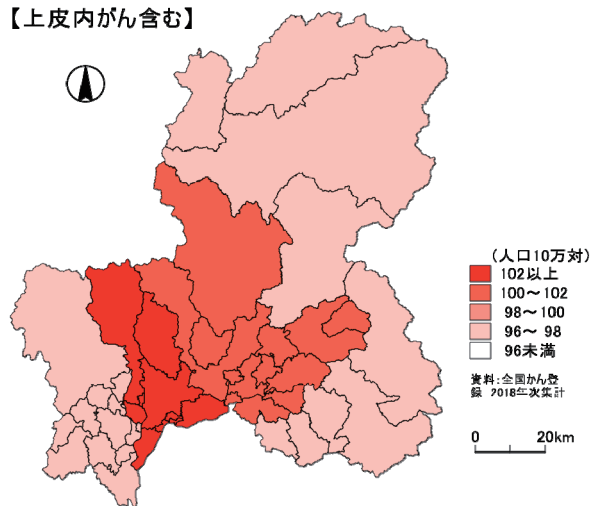 【上皮内がん含む】
(人口10万対)
102以上
100～102
98～100
96～98
96未満
資料:全国がん登
録 2018年次集計
0 20km